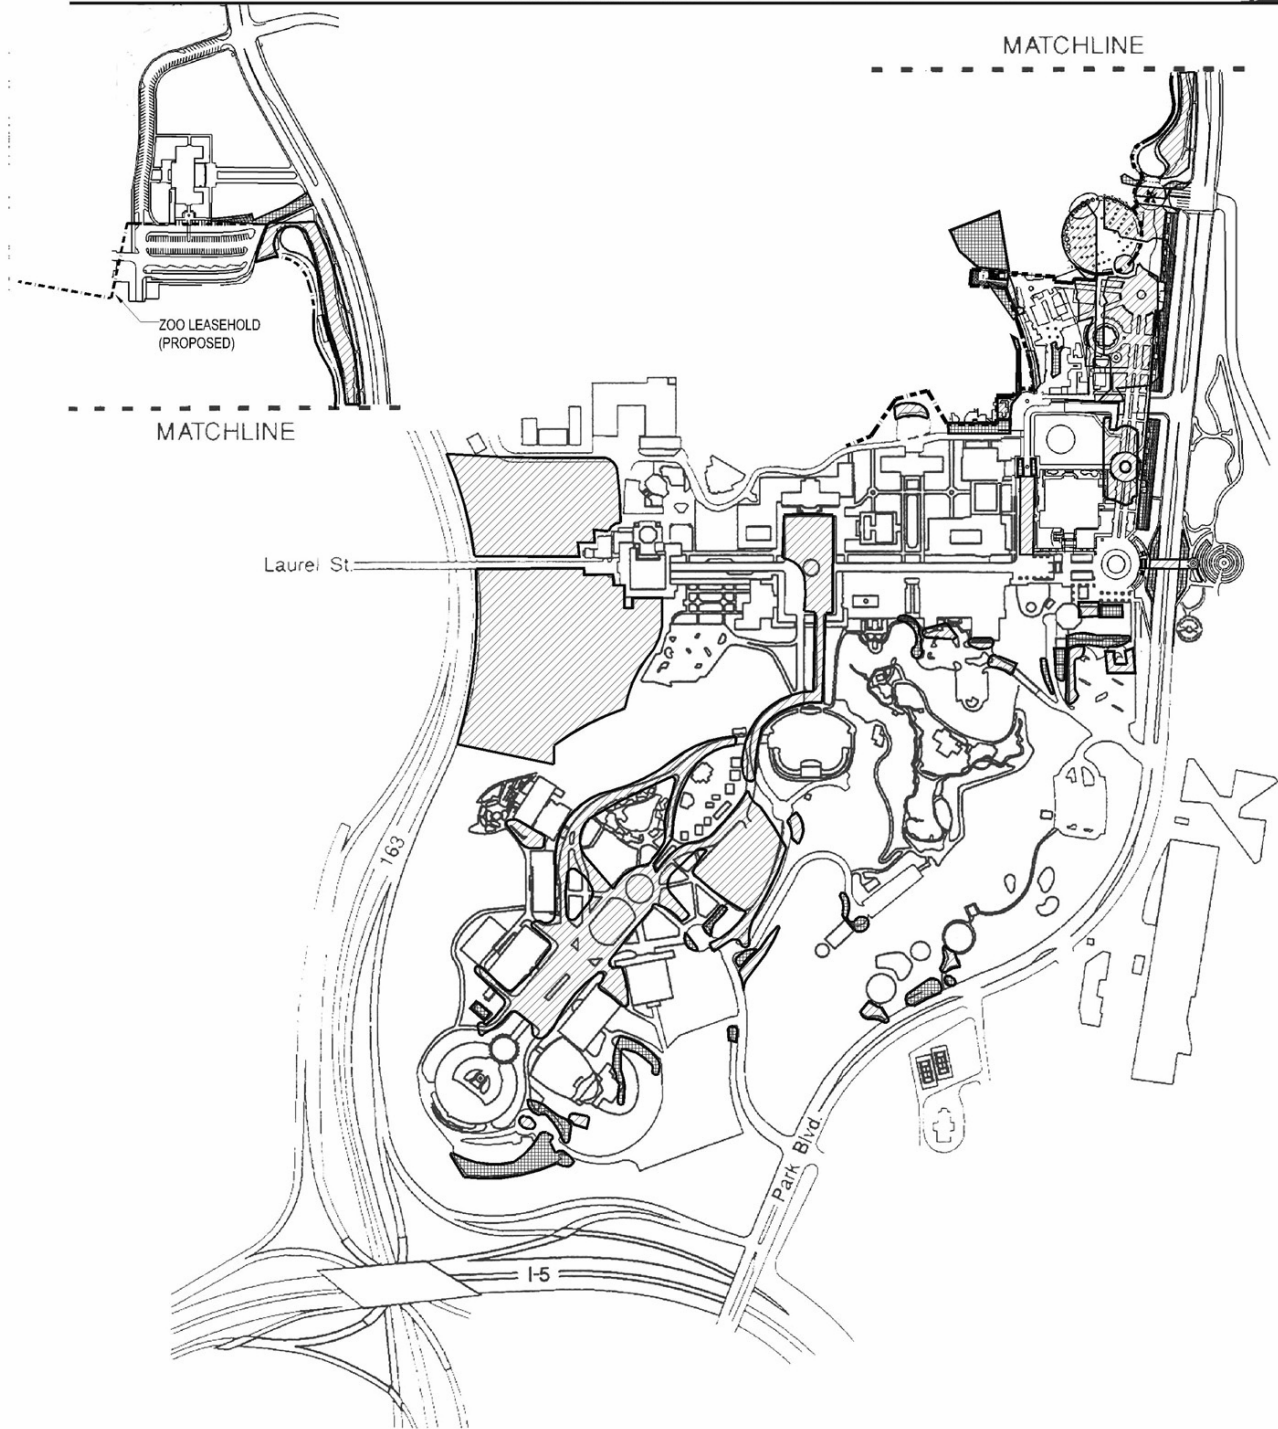 MATCHLINE
ZOO LEASEHOLD
(PROPOSED)
MATCHLINE
Laurel St.
163
Park Blvd.
I-5